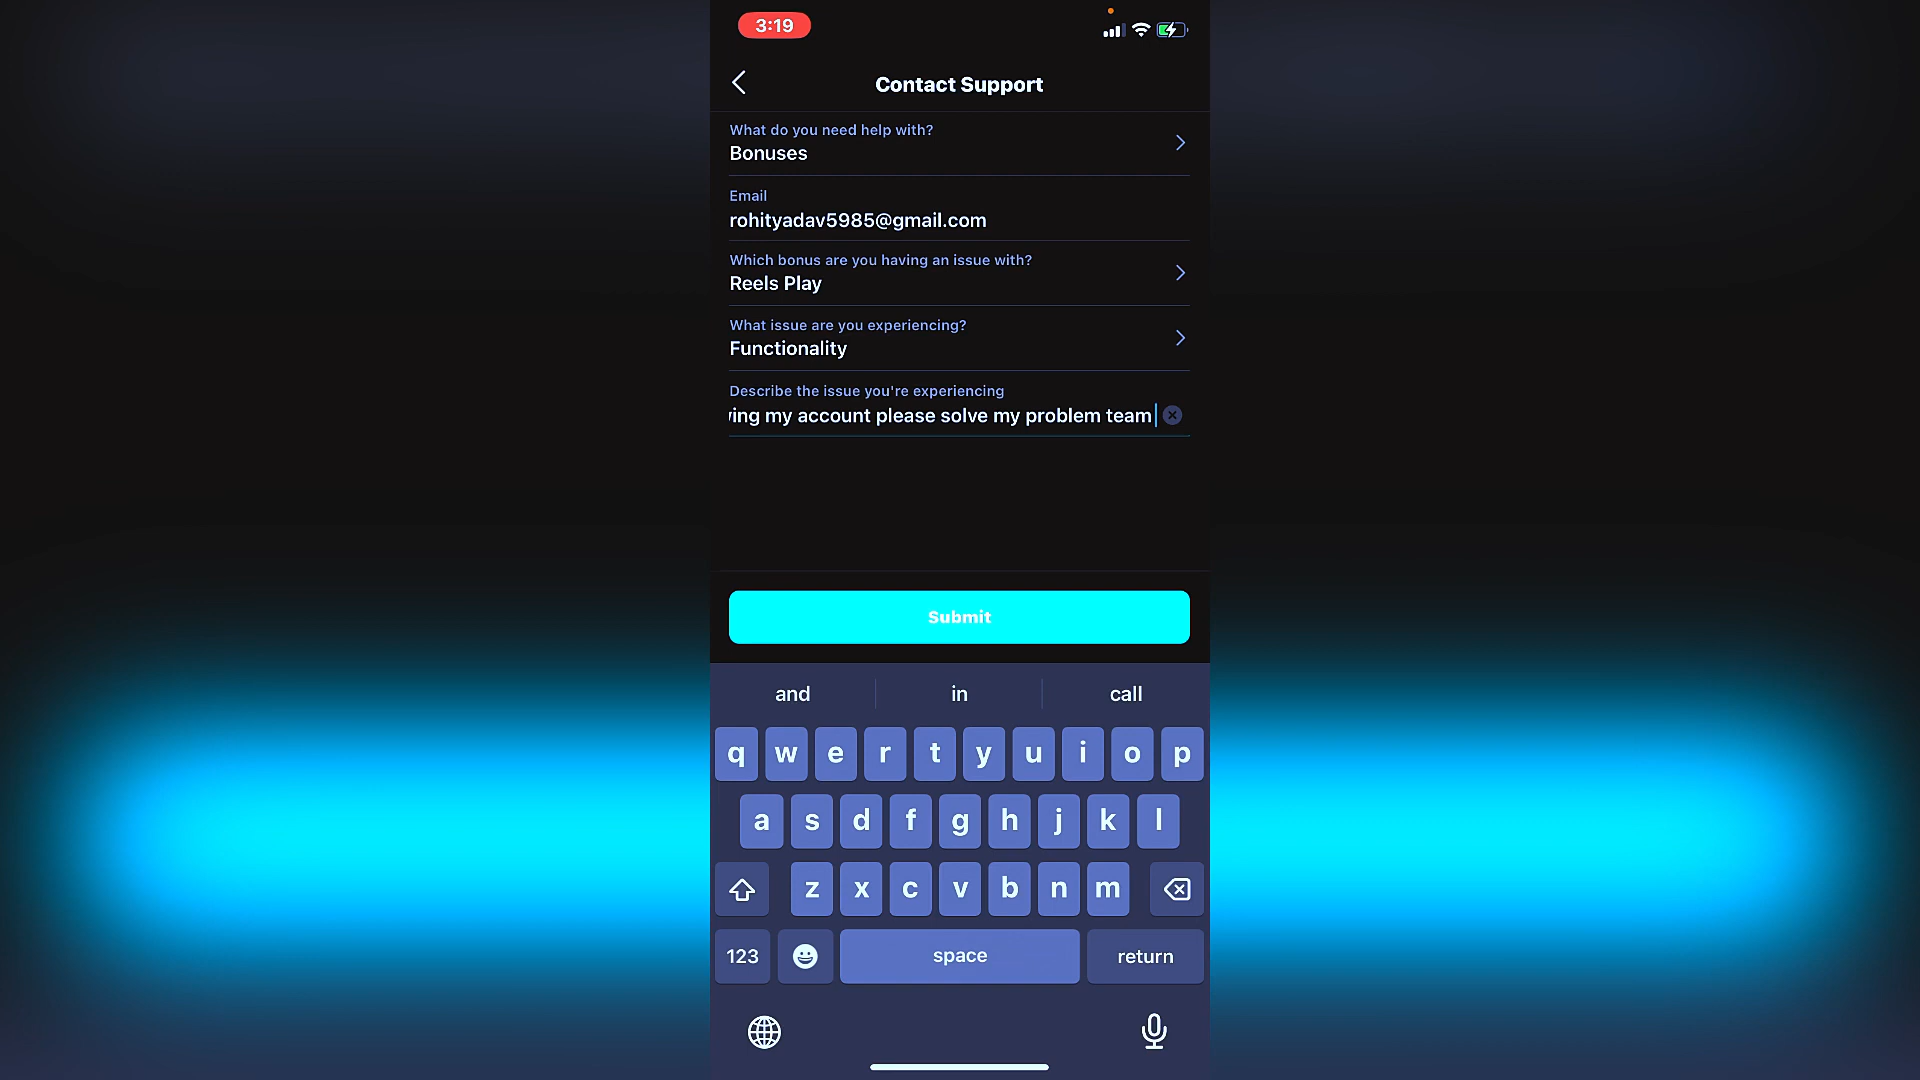 3:19
Contact Support
What do you need help with?
Bonuses
Email
rohityadav5985@gmail.com
Which bonus are you having an issue with?
Reels Play
What issue are you experiencing?
Functionality
Describe the issue you're experiencing
my account please solve my problem team
Submit
and in call
q w e r t y u i o p
a s d f g h j k l
z x c v b n m
123 space return